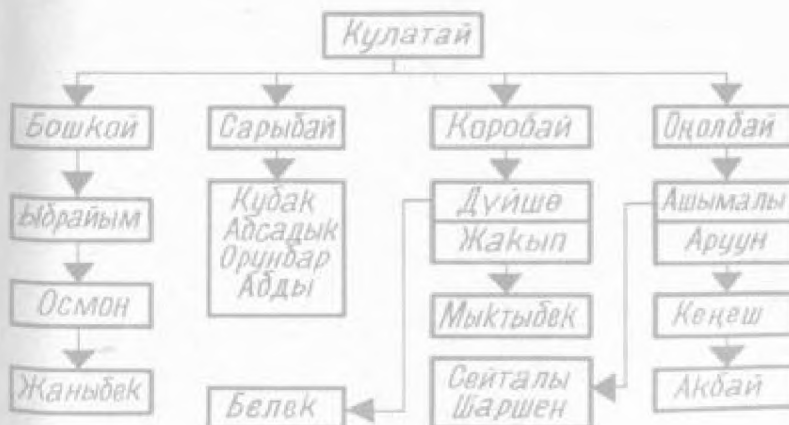 Кулатай
Бошкой
Сарыбай
Коробай
Оңолбай
Ыбрайым
Кубак
Абсадык
Орунбар
Абды
Дүйшө
Жакып
Ашымалы
Аруун
Осмон
Мыктыбек
Кеңеш
Жаныбек
Белек
Сейталы
Шаршен
Акбай